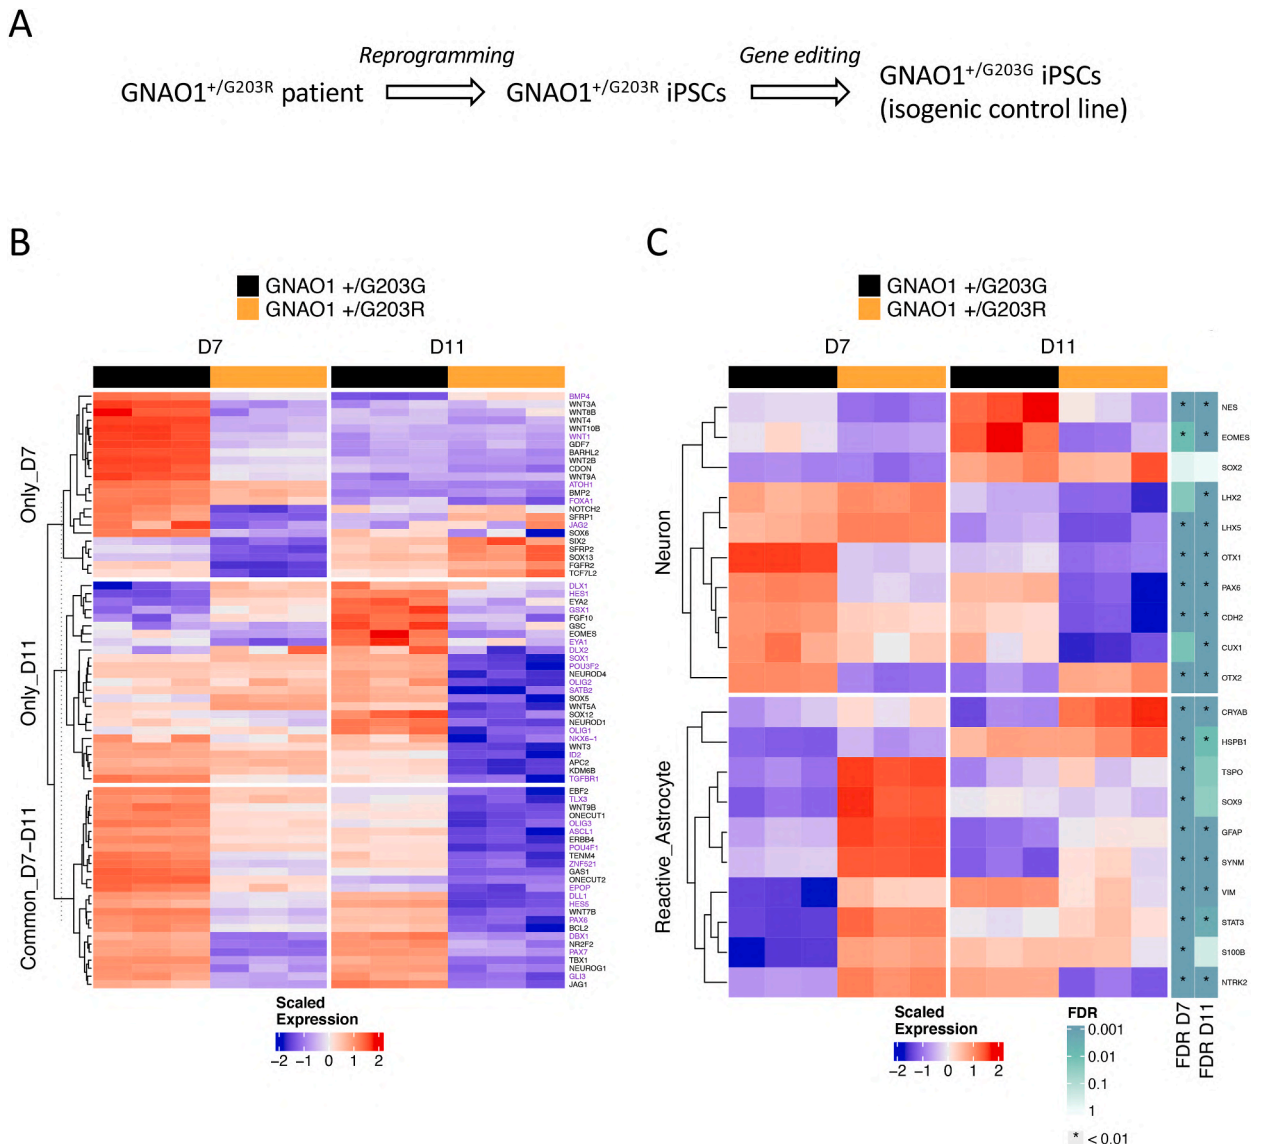 A
Reprogramming
Gene editing
GNAO1+/G203R patient
GNAO1+/G203R iPSCs
GNAO1+/G203G iPSCs
(isogenic control line)
B
GNAO1 +/G203G
GNAO1 +/G203R
D7
D11
Only_D7
BMP4
WNT3A
WNT8B
WNT4
WNT10B
WNT1
GDF7
BARHL2
WNT2B
CDON
WNT9A
ATOH1
BMP2
FOXA1
NOTCH2
SFRP1
JAG2
SOX6
SIX2
SFRP2
SOX13
FGFR2
TCF7L2
Only_D11
DLX1
HES1
EYA2
GSX1
FGF10
GSC
EOMES
EYA1
DLX2
SOX1
POU3F2
NEUROD4
OLIG2
SATB2
SOX5
WNT5A
SOX12
NEUROD1
OLIG1
NKX6-1
WNT3
ID2
APC2
KDM6B
TGFBR1
Common_D7-D11
EBF2
TLX3
WNT9B
ONECUT1
OLIG3
ASCL1
ERBB4
POU4F1
TENM4
ZNF521
GAS1
ONECUT2
EPOP
DLL1
HES5
WNT7B
PAX6
BCL2
DBX1
NR2F2
PAX7
TBX1
NEUROG1
GLI3
JAG1
Scaled
Expression
-2 -1 0 1 2
C
GNAO1 +/G203G
GNAO1 +/G203R
D7
D11
Neuron
* * NES
* * EOMES
SOX2
* LHX2
* * LHX5
* * OTX1
* * PAX6
* * CDH2
* CUX1
* * OTX2
Reactive_Astrocyte
* * CRYAB
* * HSPB1
* TSPO
* SOX9
* * GFAP
* * SYNM
* * VIM
* * STAT3
* S100B
* * NTRK2
FDR D7
FDR D11
Scaled
Expression
-2 -1 0 1 2
FDR
0.001
0.01
0.1
1
* < 0.01